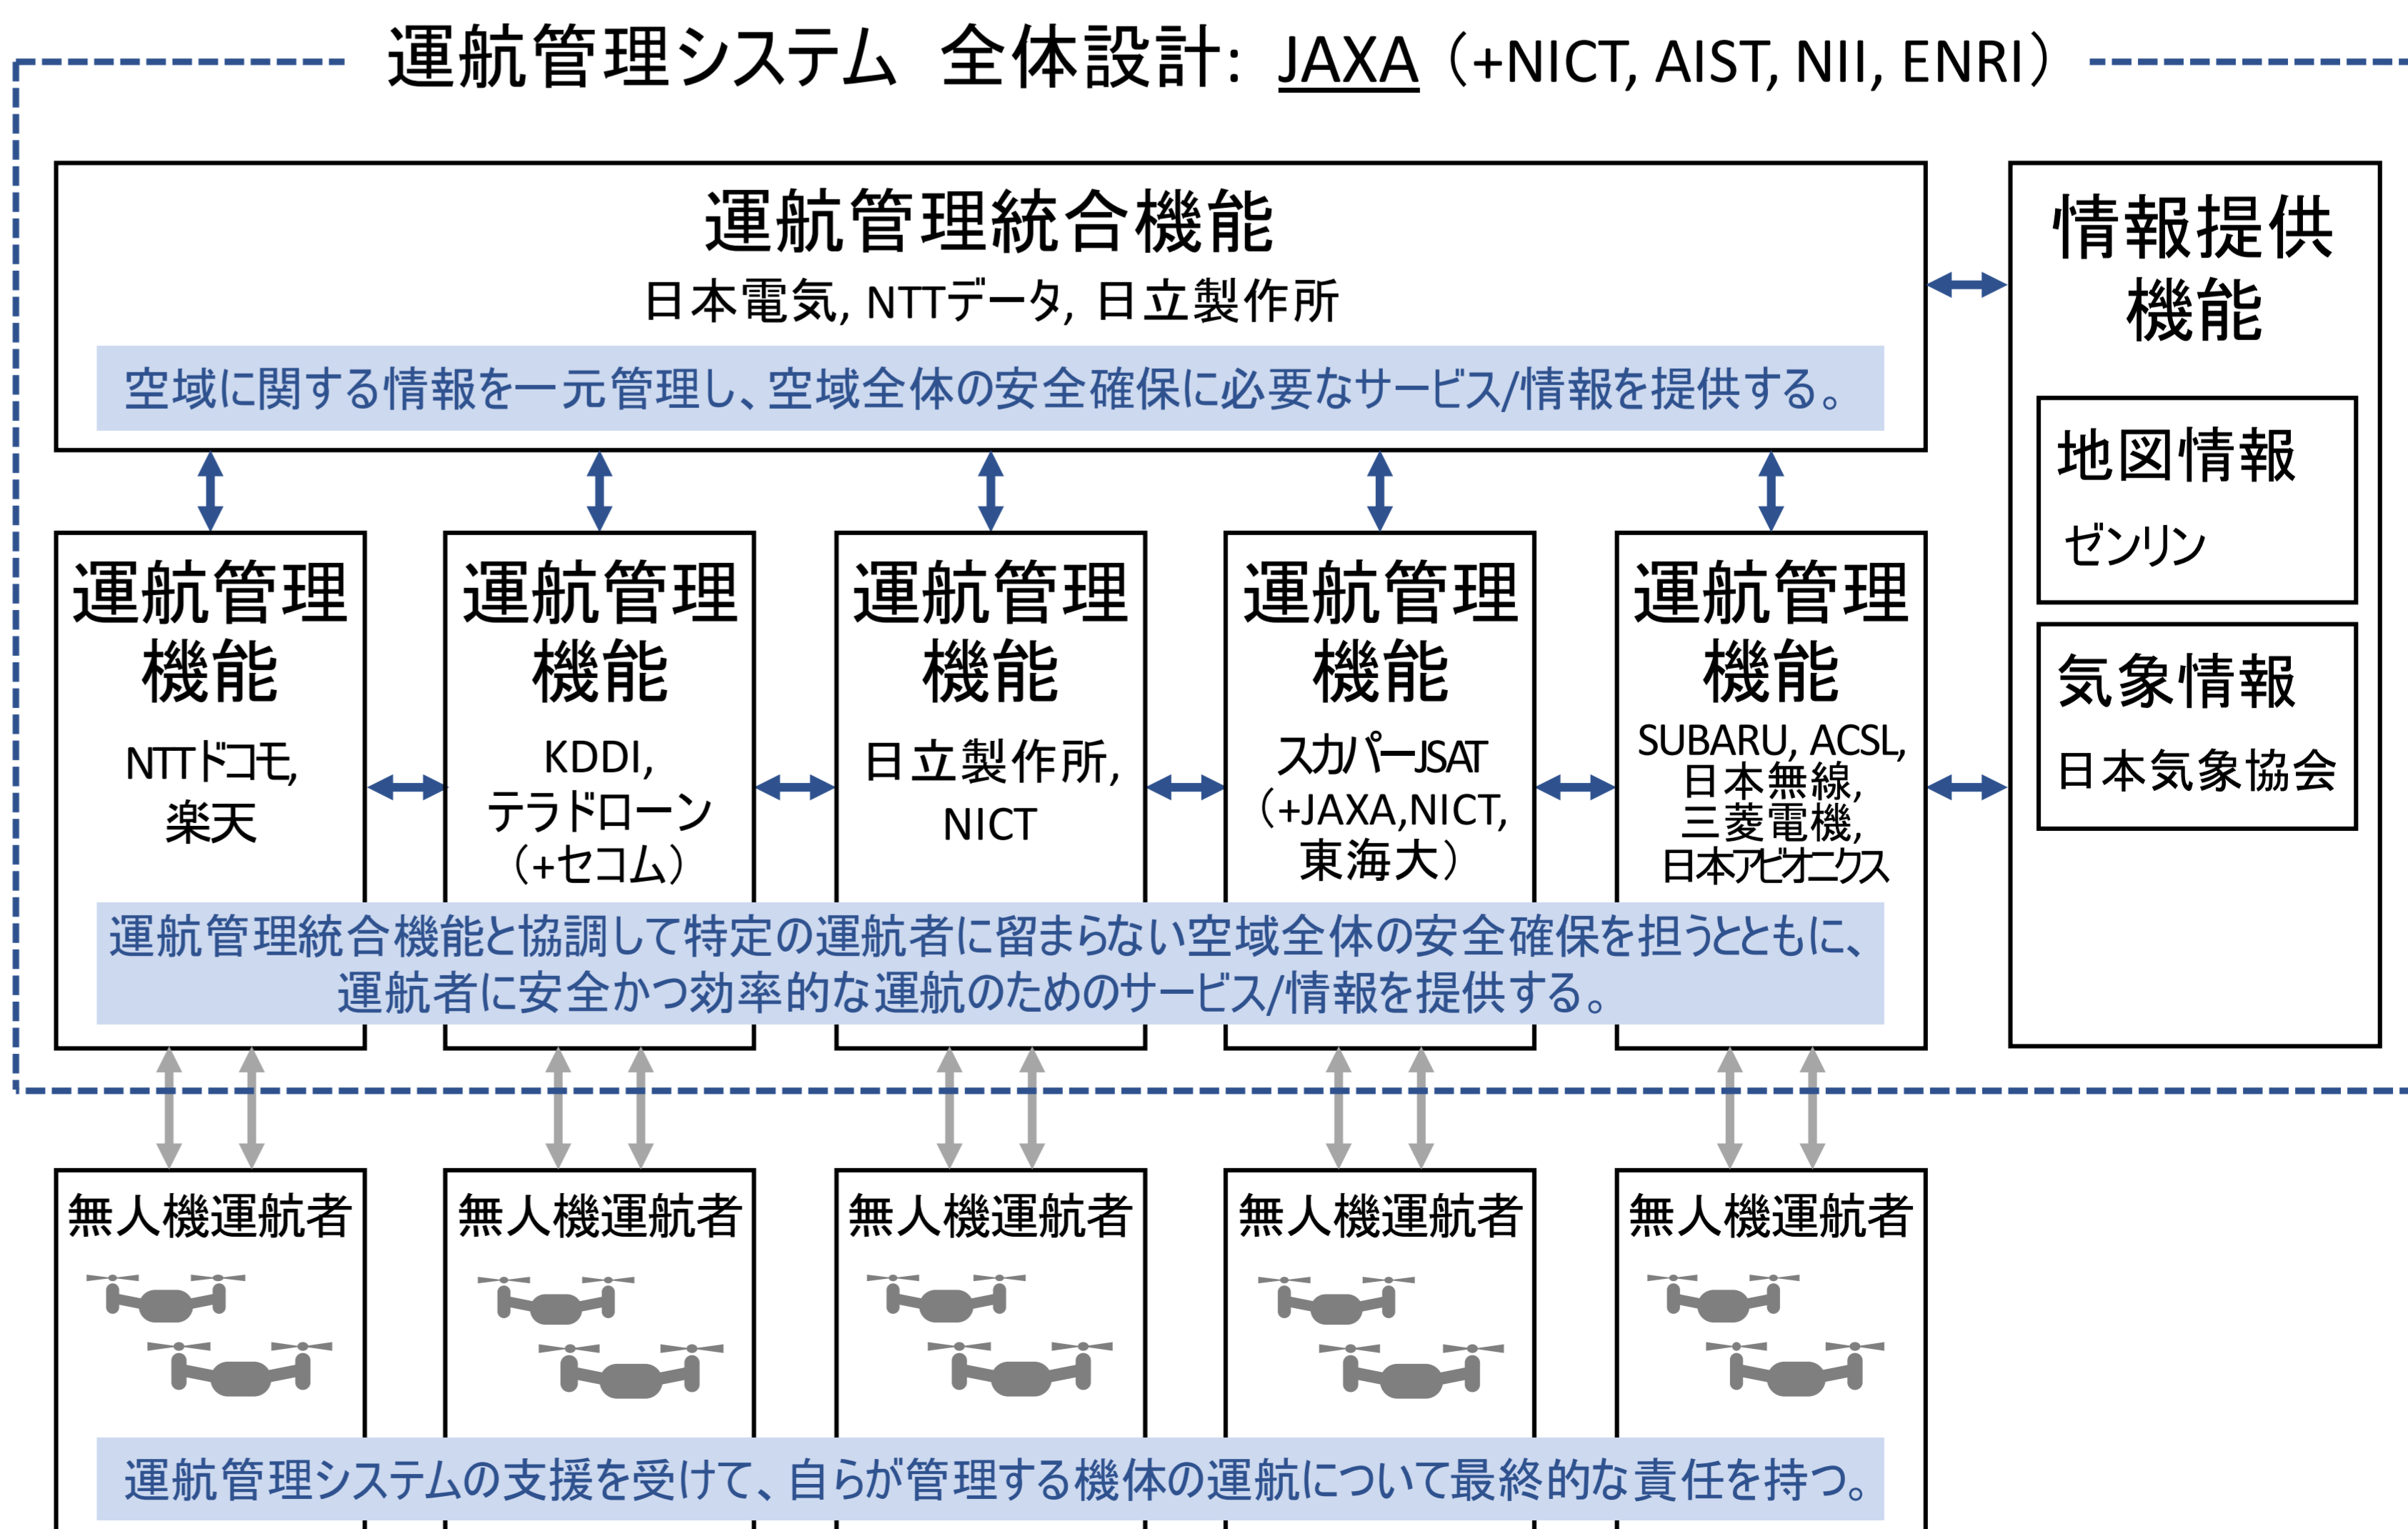 運航管理システム 全体設計: JAXA（+NICT, AIST, NII, ENRI）
運航管理統合機能
日本電気, NTTデータ, 日立製作所
空域に関する情報を一元管理し、空域全体の安全確保に必要なサービス/情報を提供する。
情報提供
機能
地図情報
ゼンリン
気象情報
日本気象協会
運航管理
機能
NTTドコモ,
楽天
運航管理
機能
KDDI,
テラドローン
（+セコム）
運航管理
機能
日立製作所,
NICT
運航管理
機能
スカパーJSAT
（+JAXA,NICT,
東海大）
運航管理
機能
SUBARU, ACSL,
日本無線,
三菱電機,
日本アビオニクス
運航管理統合機能と協調して特定の運航者に留まらない空域全体の安全確保を担うとともに、
運航者に安全かつ効率的な運航のためのサービス/情報を提供する。
無人機運航者
無人機運航者
無人機運航者
無人機運航者
無人機運航者
運航管理システムの支援を受けて、自らが管理する機体の運航について最終的な責任を持つ。